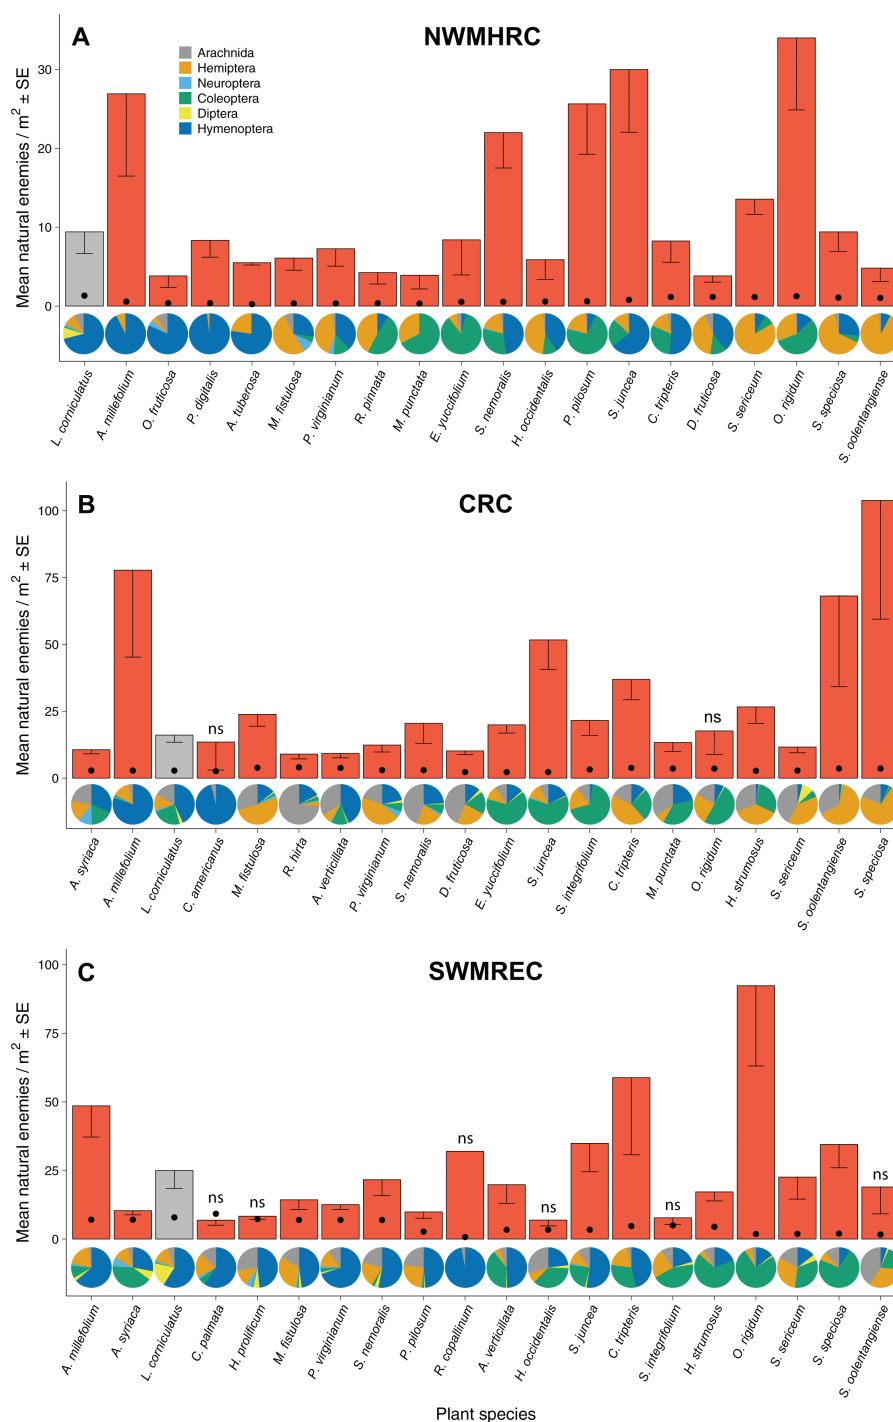 A
NWMHRC
Arachnida
Hemiptera
Neuroptera
Coleoptera
Diptera
Hymenoptera
Mean natural enemies / m² ± SE
30
20
10
0
L. corniculatus
A. millefolium
O. fruticosa
P. digitalis
A. tuberosa
M. fistulosa
P. virginianum
R. pinnata
M. punctata
E. yuccifolium
S. nemoralis
H. occidentalis
P. pilosum
S. juncea
C. tripteris
D. fruticosa
S. sericeum
O. rigidum
S. speciosa
S. oolentangiense
B
CRC
Mean natural enemies / m² ± SE
100
75
50
25
0
ns
ns
A. syriaca
A. millefolium
L. corniculatus
C. americanus
M. fistulosa
R. hirta
A. verticillata
P. virginianum
S. nemoralis
D. fruticosa
E. yuccifolium
S. juncea
S. integrifolium
C. tripteris
M. punctata
O. rigidum
H. strumosus
S. sericeum
S. oolentangiense
S. speciosa
C
SWMREC
Mean natural enemies / m² ± SE
100
75
50
25
0
ns
ns
ns
ns
ns
ns
A. millefolium
A. syriaca
L. corniculatus
C. palmata
H. prolificum
M. fistulosa
P. virginianum
S. nemoralis
P. pilosum
R. copallinum
A. verticillata
H. occidentalis
S. juncea
C. tripteris
S. integrifolium
H. strumosus
O. rigidum
S. sericeum
S. speciosa
S. oolentangiense
Plant species